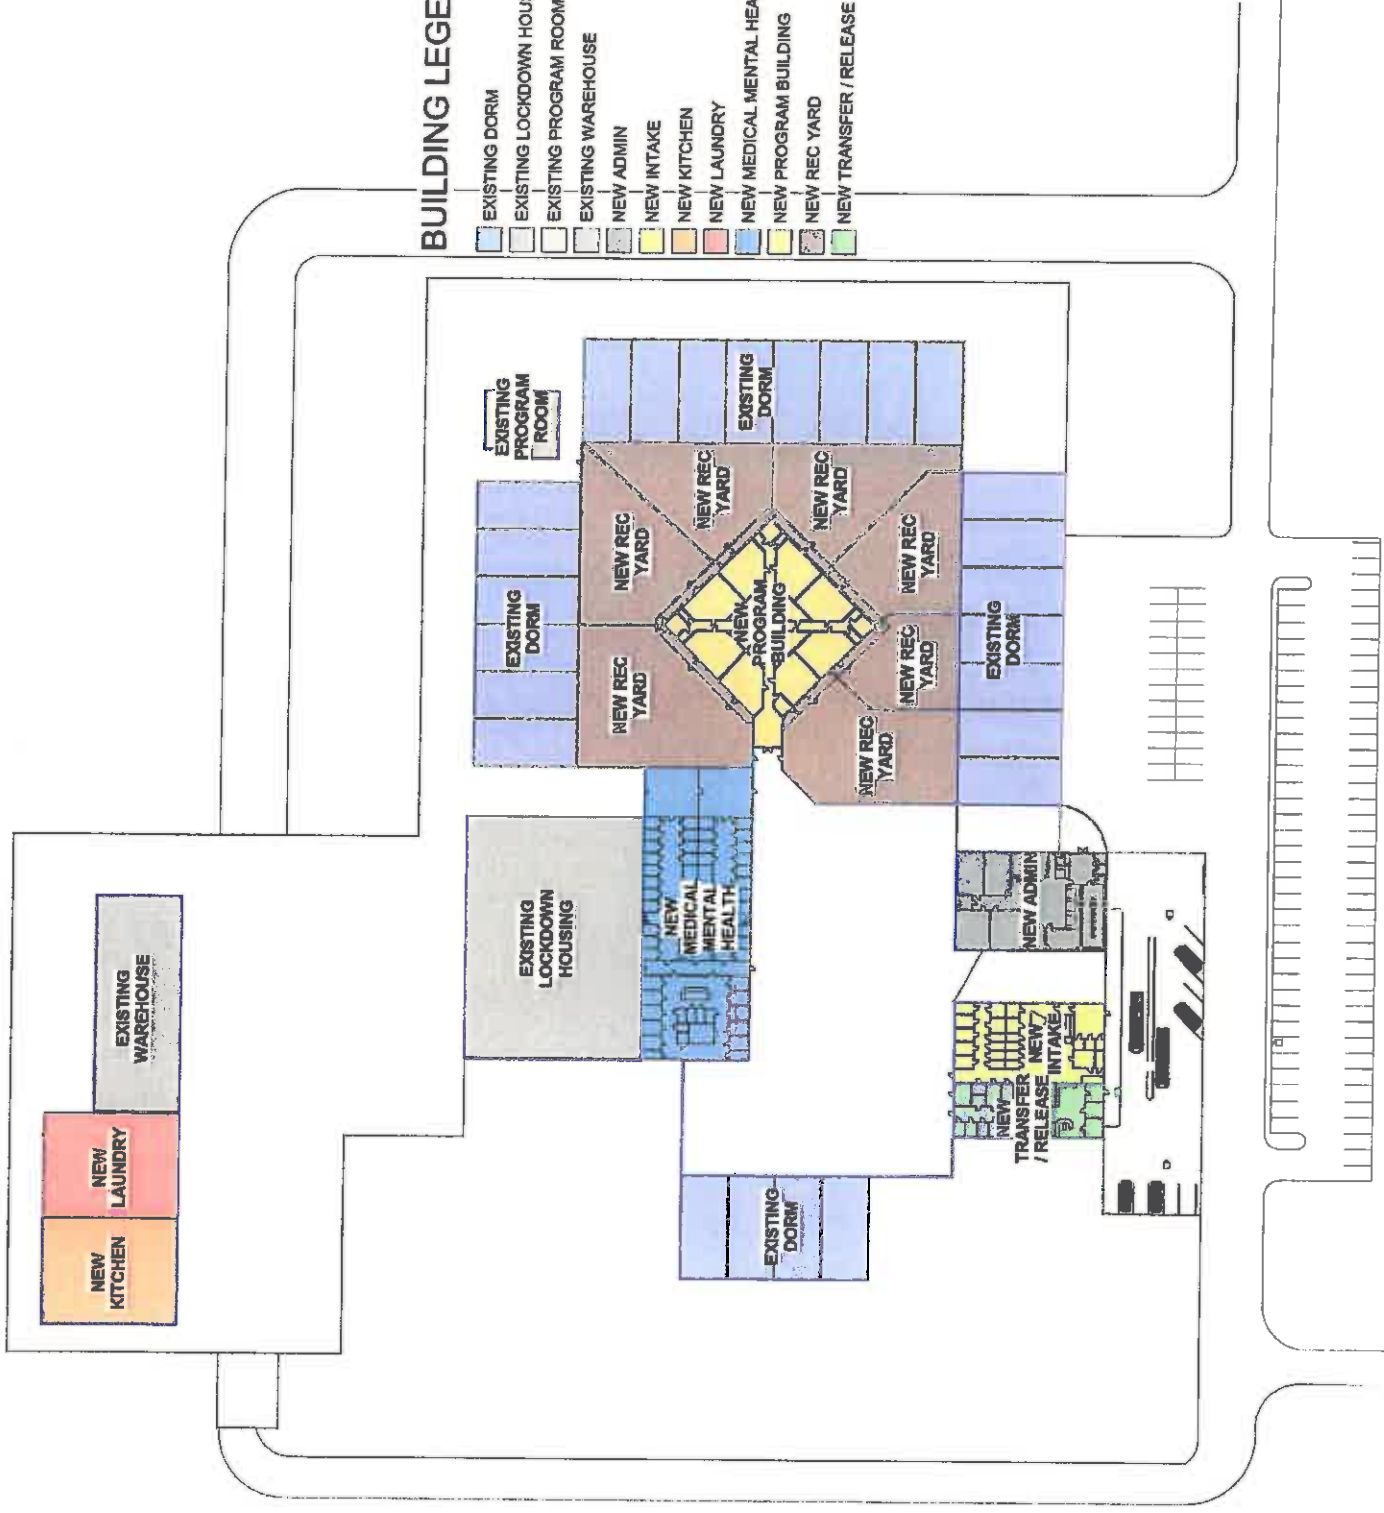 BUILDING LEGE
EXISTING DORM
EXISTING LOCKDOWN HOUS
EXISTING PROGRAM ROOM
EXISTING WAREHOUSE
NEW ADMIN
NEW INTAKE
NEW KITCHEN
NEW LAUNDRY
NEW MEDICAL MENTAL HEA
NEW PROGRAM BUILDING
NEW REC YARD
NEW TRANSFER / RELEASE
NEW
KITCHEN
NEW
LAUNDRY
EXISTING
WAREHOUSE
EXISTING
LOCKDOWN
HOUSING
NEW
MEDICAL
MENTAL
HEALTH
EXISTING
DORM
EXISTING
PROGRAM
ROOM
NEW REC
YARD
NEW REC
YARD
NEW REC
YARD
NEW REC
YARD
NEW REC
YARD
NEW REC
YARD
NEW REC
YARD
NEW
PROGRAM
BUILDING
EXISTING
DORM
EXISTING
DORM
EXISTING
DORM
NEW
TRANSFER
/ RELEASE
NEW
INTAKE
NEW ADMIN